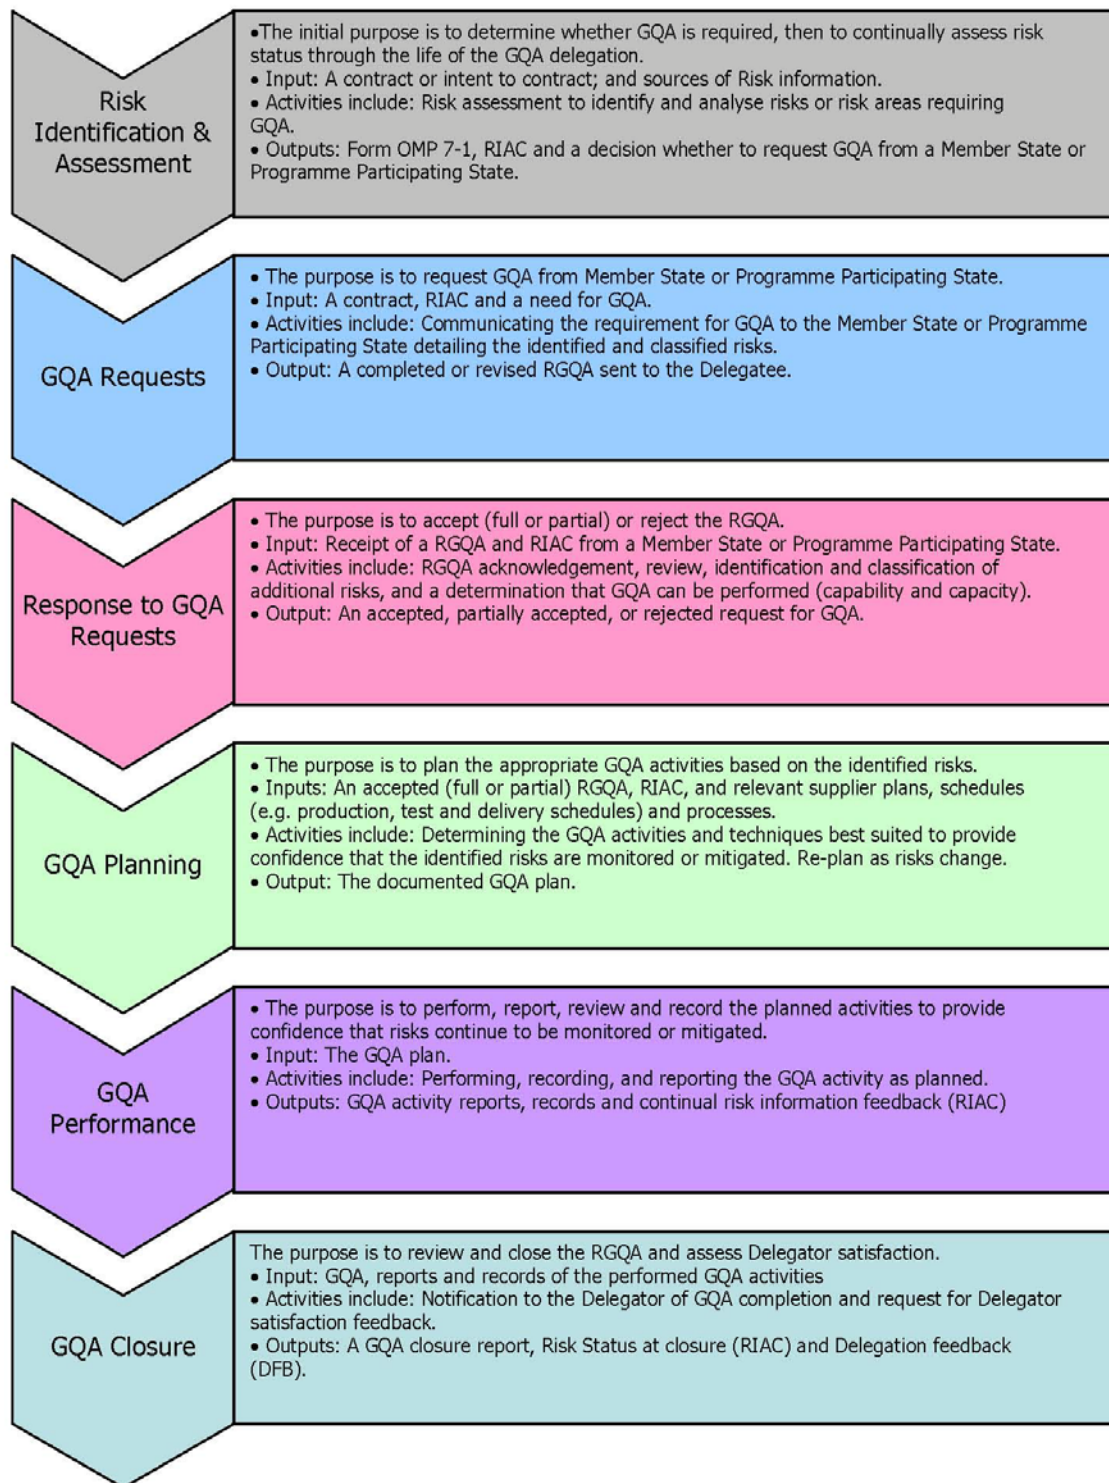 Risk
Identification &
Assessment
•The initial purpose is to determine whether GQA is required, then to continually assess risk
status through the life of the GQA delegation.
• Input: A contract or intent to contract; and sources of Risk information.
• Activities include: Risk assessment to identify and analyse risks or risk areas requiring
GQA.
• Outputs: Form OMP 7-1, RIAC and a decision whether to request GQA from a Member State or
Programme Participating State.
GQA Requests
• The purpose is to request GQA from Member State or Programme Participating State.
• Input: A contract, RIAC and a need for GQA.
• Activities include: Communicating the requirement for GQA to the Member State or Programme
Participating State detailing the identified and classified risks.
• Output: A completed or revised RGQA sent to the Delegatee.
Response to GQA
Requests
• The purpose is to accept (full or partial) or reject the RGQA.
• Input: Receipt of a RGQA and RIAC from a Member State or Programme Participating State.
• Activities include: RGQA acknowledgement, review, identification and classification of
additional risks, and a determination that GQA can be performed (capability and capacity).
• Output: An accepted, partially accepted, or rejected request for GQA.
GQA Planning
• The purpose is to plan the appropriate GQA activities based on the identified risks.
• Inputs: An accepted (full or partial) RGQA, RIAC, and relevant supplier plans, schedules
(e.g. production, test and delivery schedules) and processes.
• Activities include: Determining the GQA activities and techniques best suited to provide
confidence that the identified risks are monitored or mitigated. Re-plan as risks change.
• Output: The documented GQA plan.
GQA
Performance
• The purpose is to perform, report, review and record the planned activities to provide
confidence that risks continue to be monitored or mitigated.
• Input: The GQA plan.
• Activities include: Performing, recording, and reporting the GQA activity as planned.
• Outputs: GQA activity reports, records and continual risk information feedback (RIAC)
GQA Closure
The purpose is to review and close the RGQA and assess Delegator satisfaction.
• Input: GQA, reports and records of the performed GQA activities
• Activities include: Notification to the Delegator of GQA completion and request for Delegator
satisfaction feedback.
• Outputs: A GQA closure report, Risk Status at closure (RIAC) and Delegation feedback
(DFB).